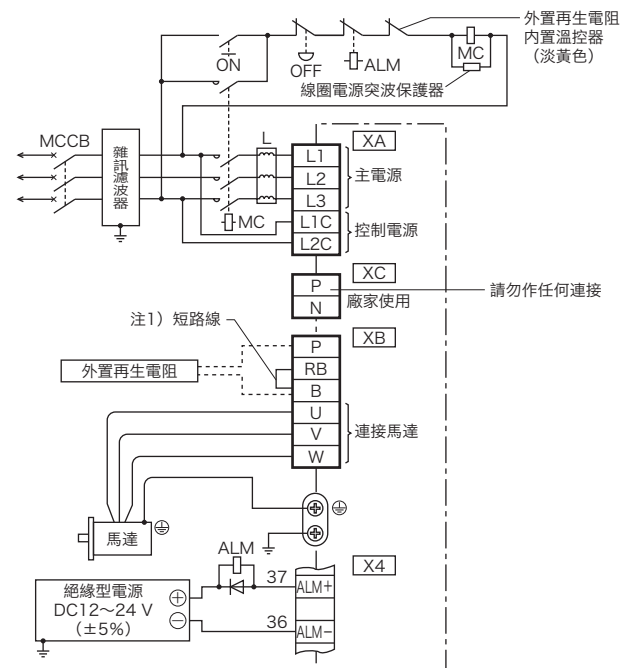 外置再生電阻
内置溫控器
（淡黃色）
ON
OFF
ALM
MC
線圈電源突波保護器
MCCB
雜訊濾波器
L
MC
XA
L1
L2
L3
L1C
L2C
主電源
控制電源
XC
P
N
廠家使用
請勿作任何連接
注1）短路線
外置再生電阻
XB
P
RB
B
U
V
W
連接馬達
馬達
ALM
X4
絕緣型電源
DC12～24 V
（±5%）
37
ALM+
36
ALM−